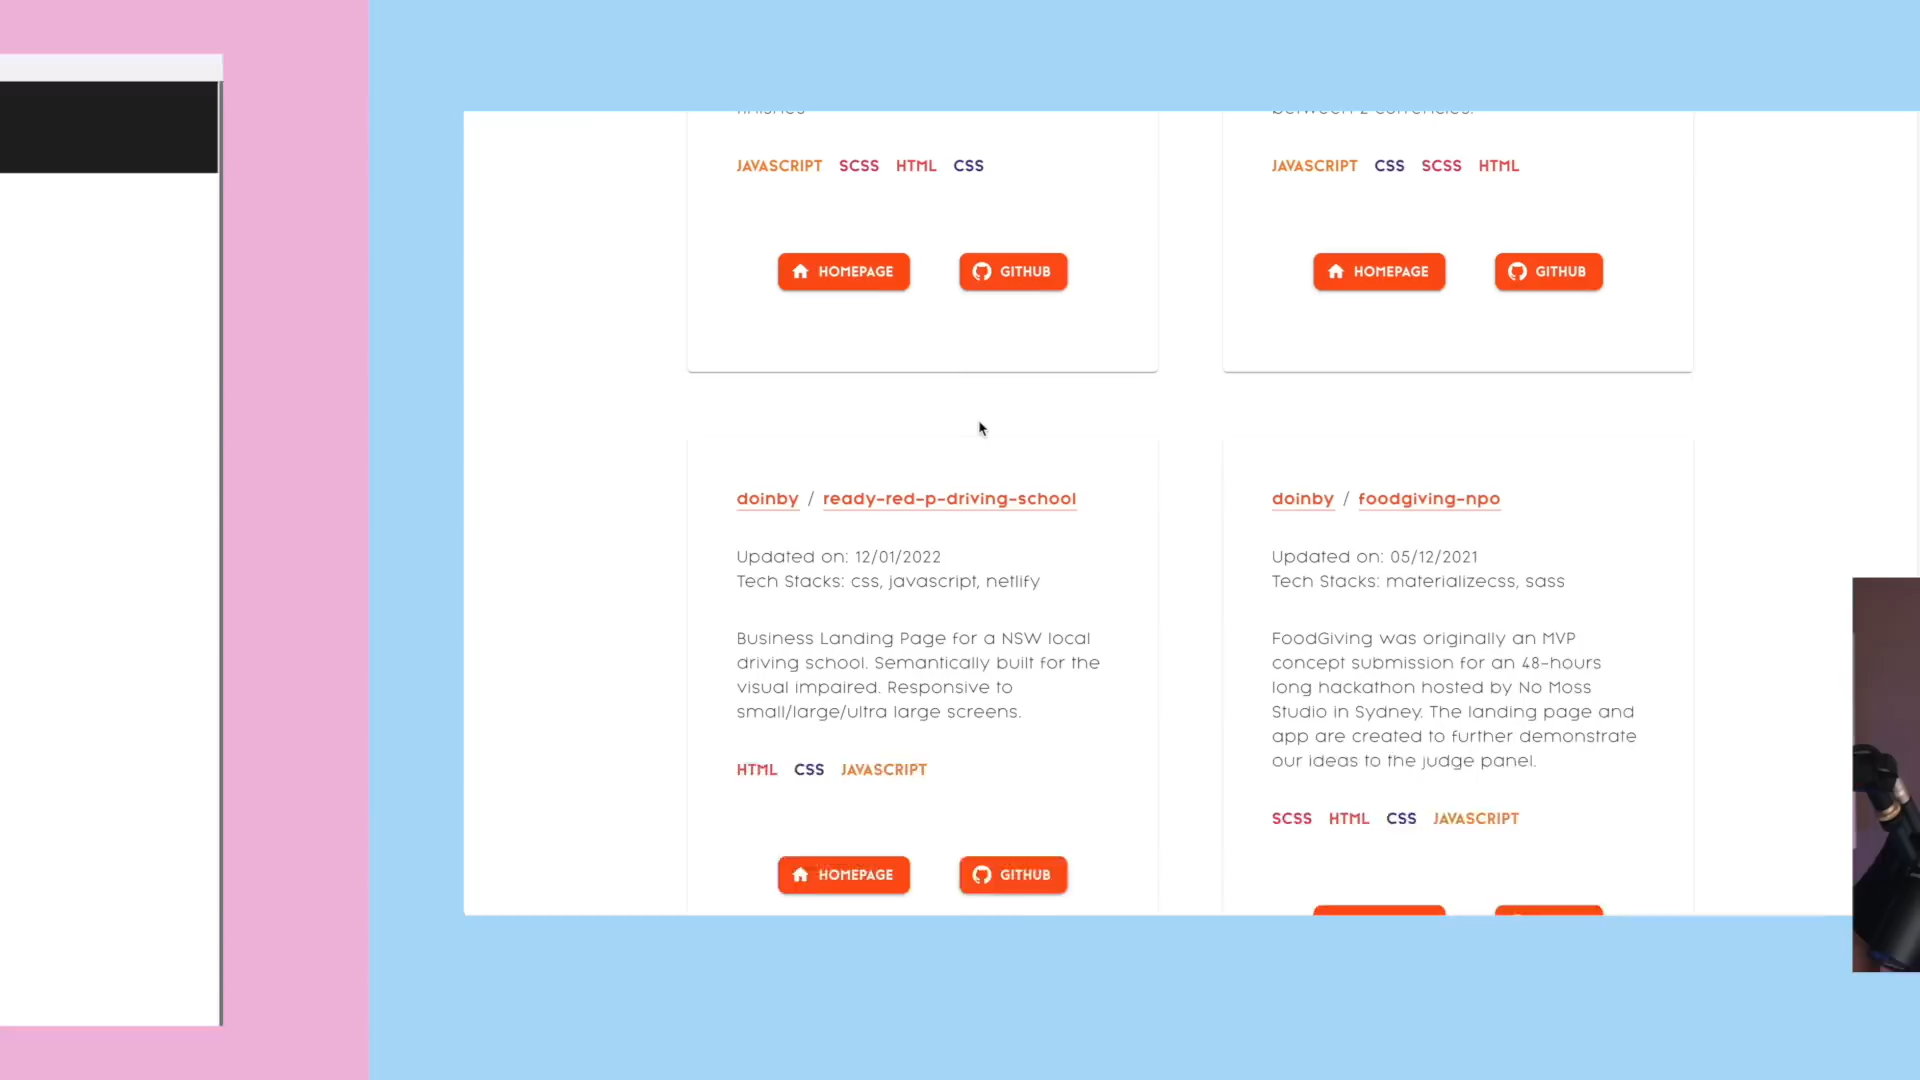 JAVASCRIPT SCSS HTML CSS
HOMEPAGE GITHUB
between 2 currencies.
JAVASCRIPT CSS SCSS HTML
HOMEPAGE GITHUB
doinby / ready-red-p-driving-school
Updated on: 12/01/2022
Tech Stacks: css, javascript, netlify
Business Landing Page for a NSW local
driving school. Semantically built for the
visual impaired. Responsive to
small/large/ultra large screens.
HTML CSS JAVASCRIPT
HOMEPAGE GITHUB
doinby / foodgiving-npo
Updated on: 05/12/2021
Tech Stacks: materializecss, sass
FoodGiving was originally an MVP
concept submission for an 48-hours
long hackathon hosted by No Moss
Studio in Sydney. The landing page and
app are created to further demonstrate
our ideas to the judge panel.
SCSS HTML CSS JAVASCRIPT